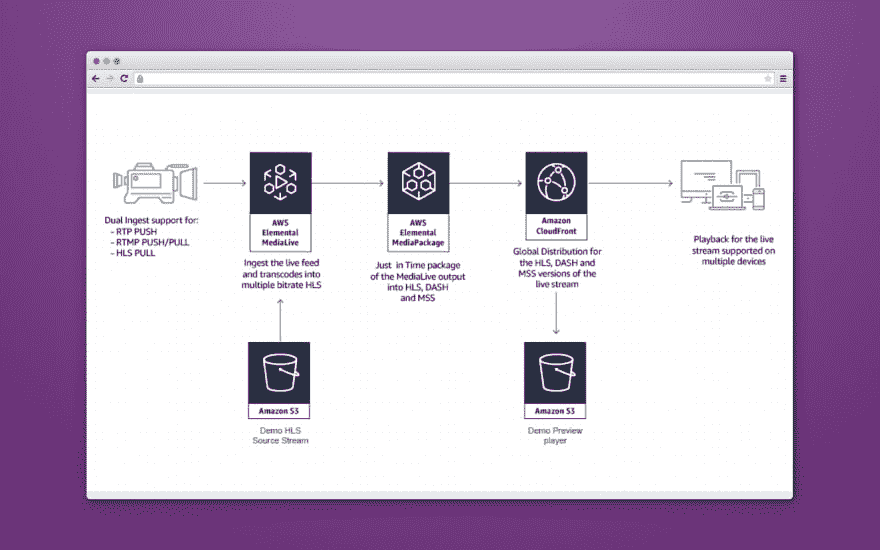 Dual Ingest support for:
- RTP PUSH
- RTMP PUSH/PULL
- HLS PULL
AWS
Elemental
MediaLive
Ingest the live feed
and transcodes into
multiple bitrate HLS
AWS
Elemental
MediaPackage
Just in Time package
of the MediaLive output
into HLS, DASH
and MSS
Amazon
CloudFront
Global Distribution for
the HLS, DASH and
MSS versions of the
live stream
Playback for the live
stream supported on
multiple devices
Amazon S3
Demo HLS
Source Stream
Amazon S3
Demo Preview
player